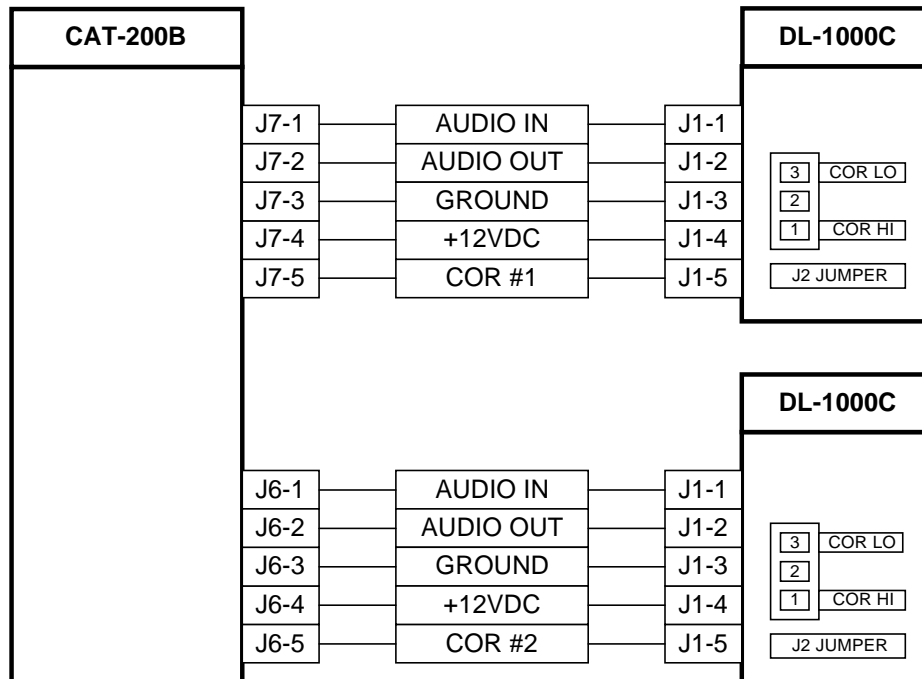 CAT-200B
DL-1000C
J7-1 AUDIO IN J1-1
J7-2 AUDIO OUT J1-2
J7-3 GROUND J1-3
J7-4 +12VDC J1-4
J7-5 COR #1 J1-5
3 COR LO
2
1 COR HI
J2 JUMPER
DL-1000C
J6-1 AUDIO IN J1-1
J6-2 AUDIO OUT J1-2
J6-3 GROUND J1-3
J6-4 +12VDC J1-4
J6-5 COR #2 J1-5
3 COR LO
2
1 COR HI
J2 JUMPER